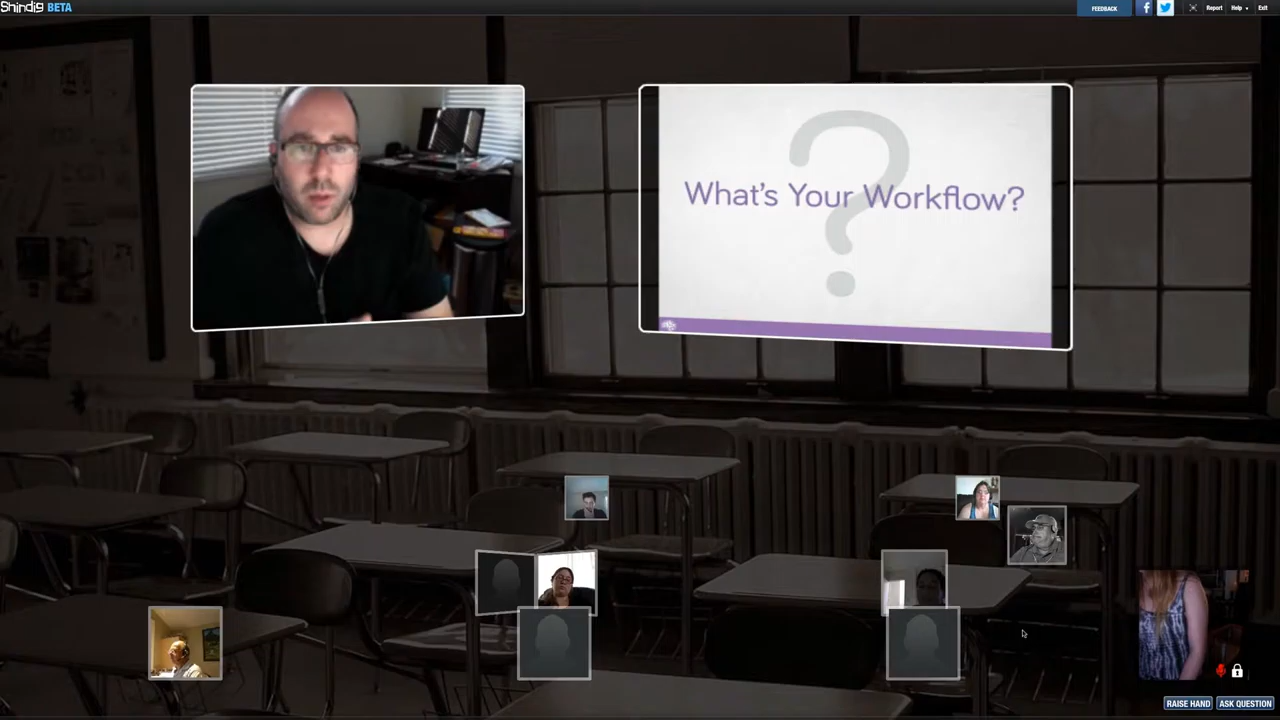 Shindig BETA
FEEDBACK
f
Report
Help
Exit
What's Your Workflow?
?
RAISE HAND
ASK QUESTION